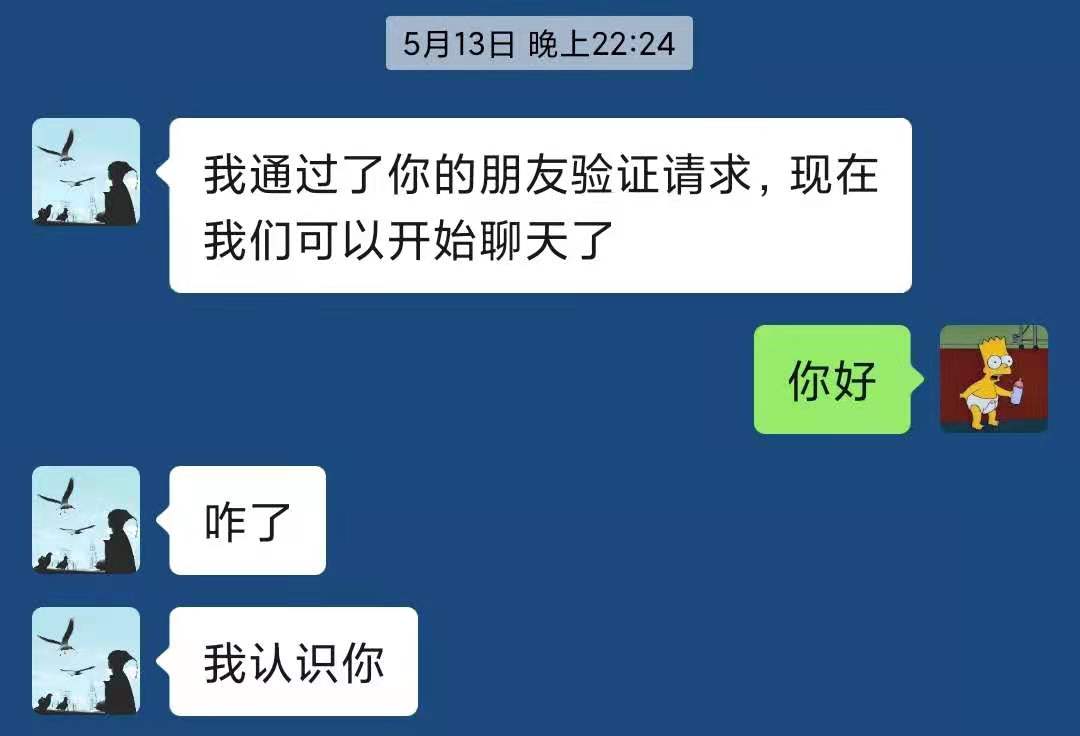 5月13日 晚上22:24
我通过了你的朋友验证请求，现在
我们可以开始聊天了
你好
咋了
我认识你